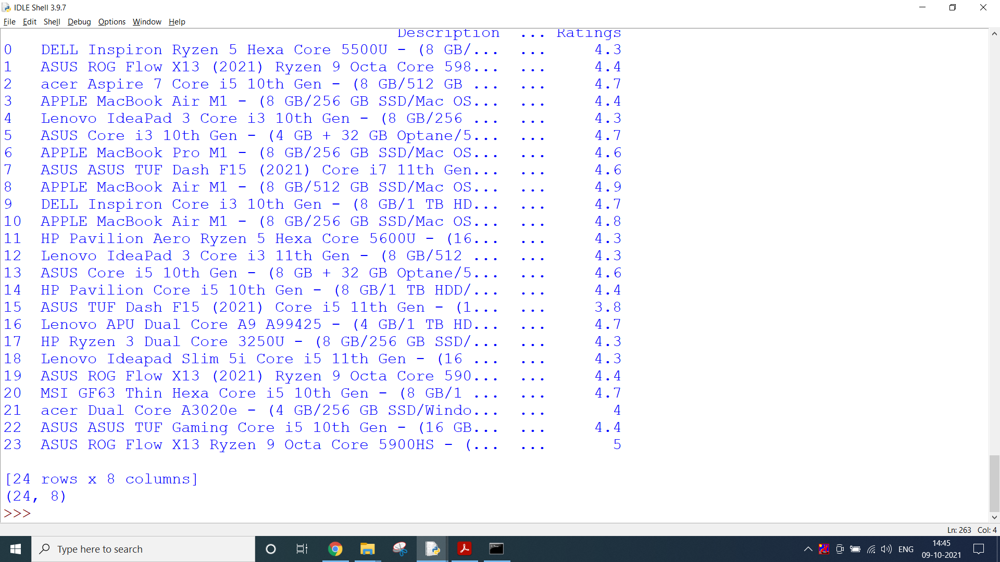 IDLE Shell 3.9.7
File Edit Shell Debug Options Window Help
Description ... Ratings
0 DELL Inspiron Ryzen 5 Hexa Core 5500U - (8 GB/... ... 4.3
1 ASUS ROG Flow X13 (2021) Ryzen 9 Octa Core 598... ... 4.4
2 acer Aspire 7 Core i5 10th Gen - (8 GB/512 GB ... ... 4.7
3 APPLE MacBook Air M1 - (8 GB/256 GB SSD/Mac OS... ... 4.4
4 Lenovo IdeaPad 3 Core i3 10th Gen - (8 GB/256 ... ... 4.3
5 ASUS Core i3 10th Gen - (4 GB + 32 GB Optane/5... ... 4.7
6 APPLE MacBook Pro M1 - (8 GB/256 GB SSD/Mac OS... ... 4.6
7 ASUS ASUS TUF Dash F15 (2021) Core i7 11th Gen... ... 4.6
8 APPLE MacBook Air M1 - (8 GB/512 GB SSD/Mac OS... ... 4.9
9 DELL Inspiron Core i3 10th Gen - (8 GB/1 TB HD... ... 4.7
10 APPLE MacBook Air M1 - (8 GB/256 GB SSD/Mac OS... ... 4.8
11 HP Pavilion Aero Ryzen 5 Hexa Core 5600U - (16... ... 4.3
12 Lenovo IdeaPad 3 Core i3 11th Gen - (8 GB/512 ... ... 4.3
13 ASUS Core i5 10th Gen - (8 GB + 32 GB Optane/5... ... 4.6
14 HP Pavilion Core i5 10th Gen - (8 GB/1 TB HDD/... ... 4.4
15 ASUS TUF Dash F15 (2021) Core i5 11th Gen - (1... ... 3.8
16 Lenovo APU Dual Core A9 A99425 - (4 GB/1 TB HD... ... 4.7
17 HP Ryzen 3 Dual Core 3250U - (8 GB/256 GB SSD/... ... 4.3
18 Lenovo Ideapad Slim 5i Core i5 11th Gen - (16 ... ... 4.3
19 ASUS ROG Flow X13 (2021) Ryzen 9 Octa Core 590... ... 4.4
20 MSI GF63 Thin Hexa Core i5 10th Gen - (8 GB/1 ... ... 4.7
21 acer Dual Core A3020e - (4 GB/256 GB SSD/Windo... ... 4
22 ASUS ASUS TUF Gaming Core i5 10th Gen - (16 GB... ... 4.4
23 ASUS ROG Flow X13 Ryzen 9 Octa Core 5900HS - (... ... 5
[24 rows x 8 columns]
(24, 8)
>>>
Ln: 263 Col: 4
Type here to search
ENG
14:45
09-10-2021